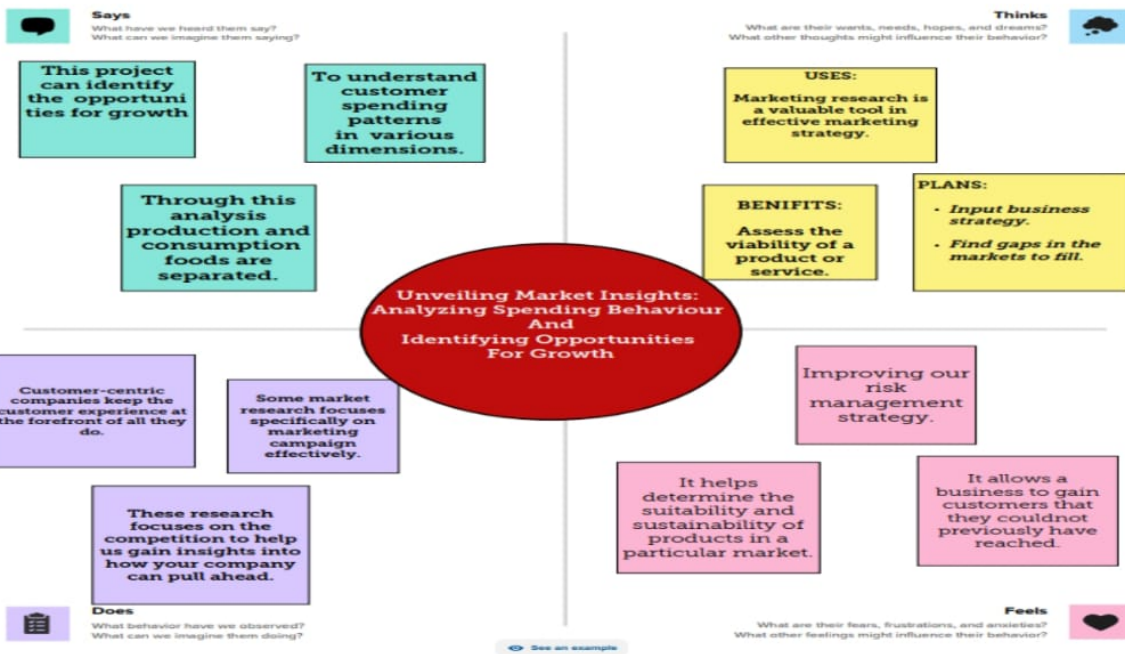 Says
What have we heard them say?
What can we imagine them saying?
This project
can identify
the opportuni
ties for growth
To understand
customer
spending
patterns
in various
dimensions.
Through this
analysis
production and
consumption
foods are
separated.
Thinks
What are their wants, needs, hopes, and dreams?
What other thoughts might influence their behavior?
USES:
Marketing research is
a valuable tool in
effective marketing
strategy.
BENIFITS:
Assess the
viability of a
product or
service.
PLANS:
• Input business
strategy.
• Find gaps in the
markets to fill.
Unveiling Market Insights:
Analyzing Spending Behaviour
And
Identifying Opportunities
For Growth
Customer-centric
companies keep the
customer experience at
the forefront of all they
do.
Some market
research focuses
specifically on
marketing
campaign
effectively.
These research
focuses on the
competition to help
us gain insights into
how your company
can pull ahead.
Does
What behavior have we observed?
What can we imagine them doing?
Improving our
risk
management
strategy.
It helps
determine the
suitability and
sustainability of
products in a
particular market.
It allows a
business to gain
customers that
they couldnot
previously have
reached.
Feels
What are their fears, frustrations, and anxieties?
What other feelings might influence their behavior?
See an example